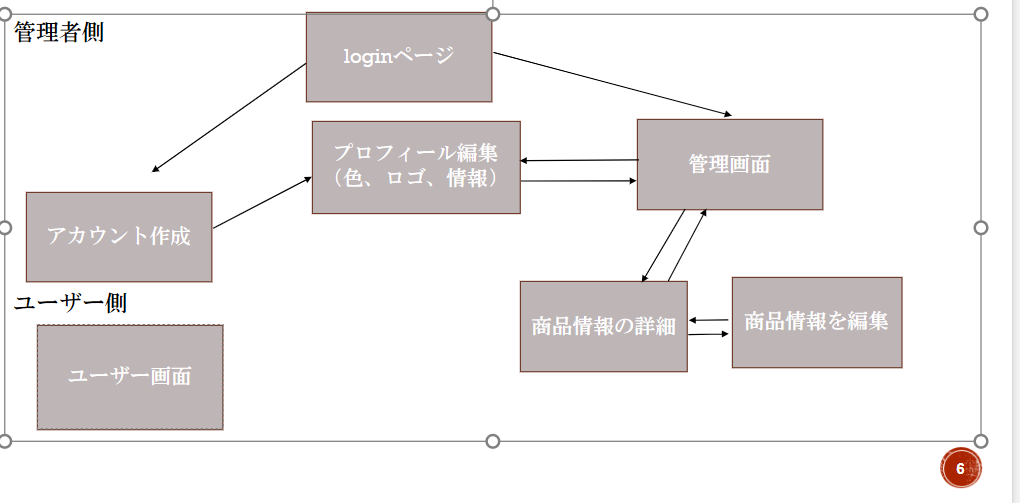 管理者側
loginページ
プロフィール編集
（色、ロゴ、情報）
管理画面
アカウント作成
ユーザー側
商品情報の詳細
商品情報を編集
ユーザー画面
6